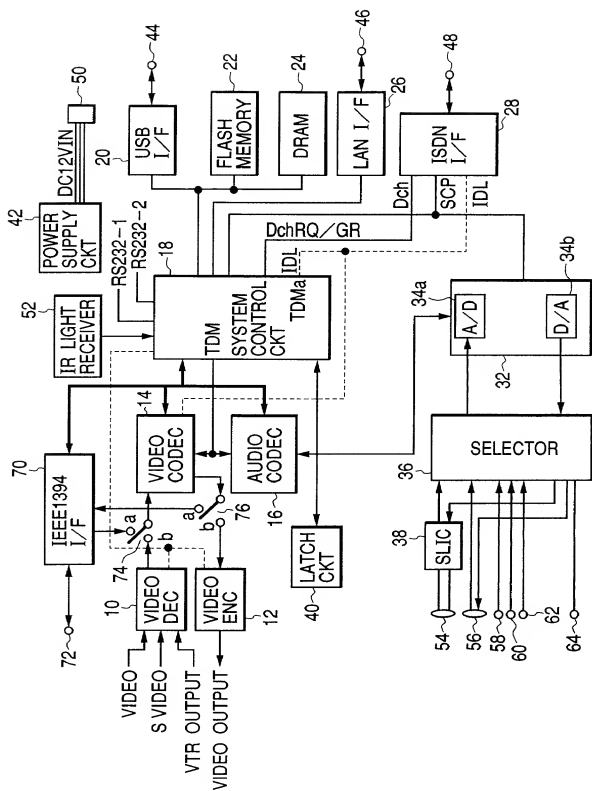 44
50
DC12VIN
42
POWER
SUPPLY
CKT
20
USB
I/F
22
FLASH
MEMORY
24
DRAM
46
LAN I/F
26
48
ISDN
I/F
28
RS232-1
RS232-2
18
DchRQ/GR
Dch
SCP
IDL
IDL
TDM
SYSTEM
CONTROL
CKT
TDMa
52
IR LIGHT
RECEIVER
34a
A/D
34b
D/A
32
70
IEEE1394
I/F
14
VIDEO
CODEC
AUDIO
CODEC
16
36
SELECTOR
72
a
74
b
a
76
b
40
LATCH
CKT
38
SLIC
10
VIDEO
DEC
VIDEO
ENC
12
54
56
58
60
62
64
VIDEO
S VIDEO
VTR OUTPUT
VIDEO OUTPUT